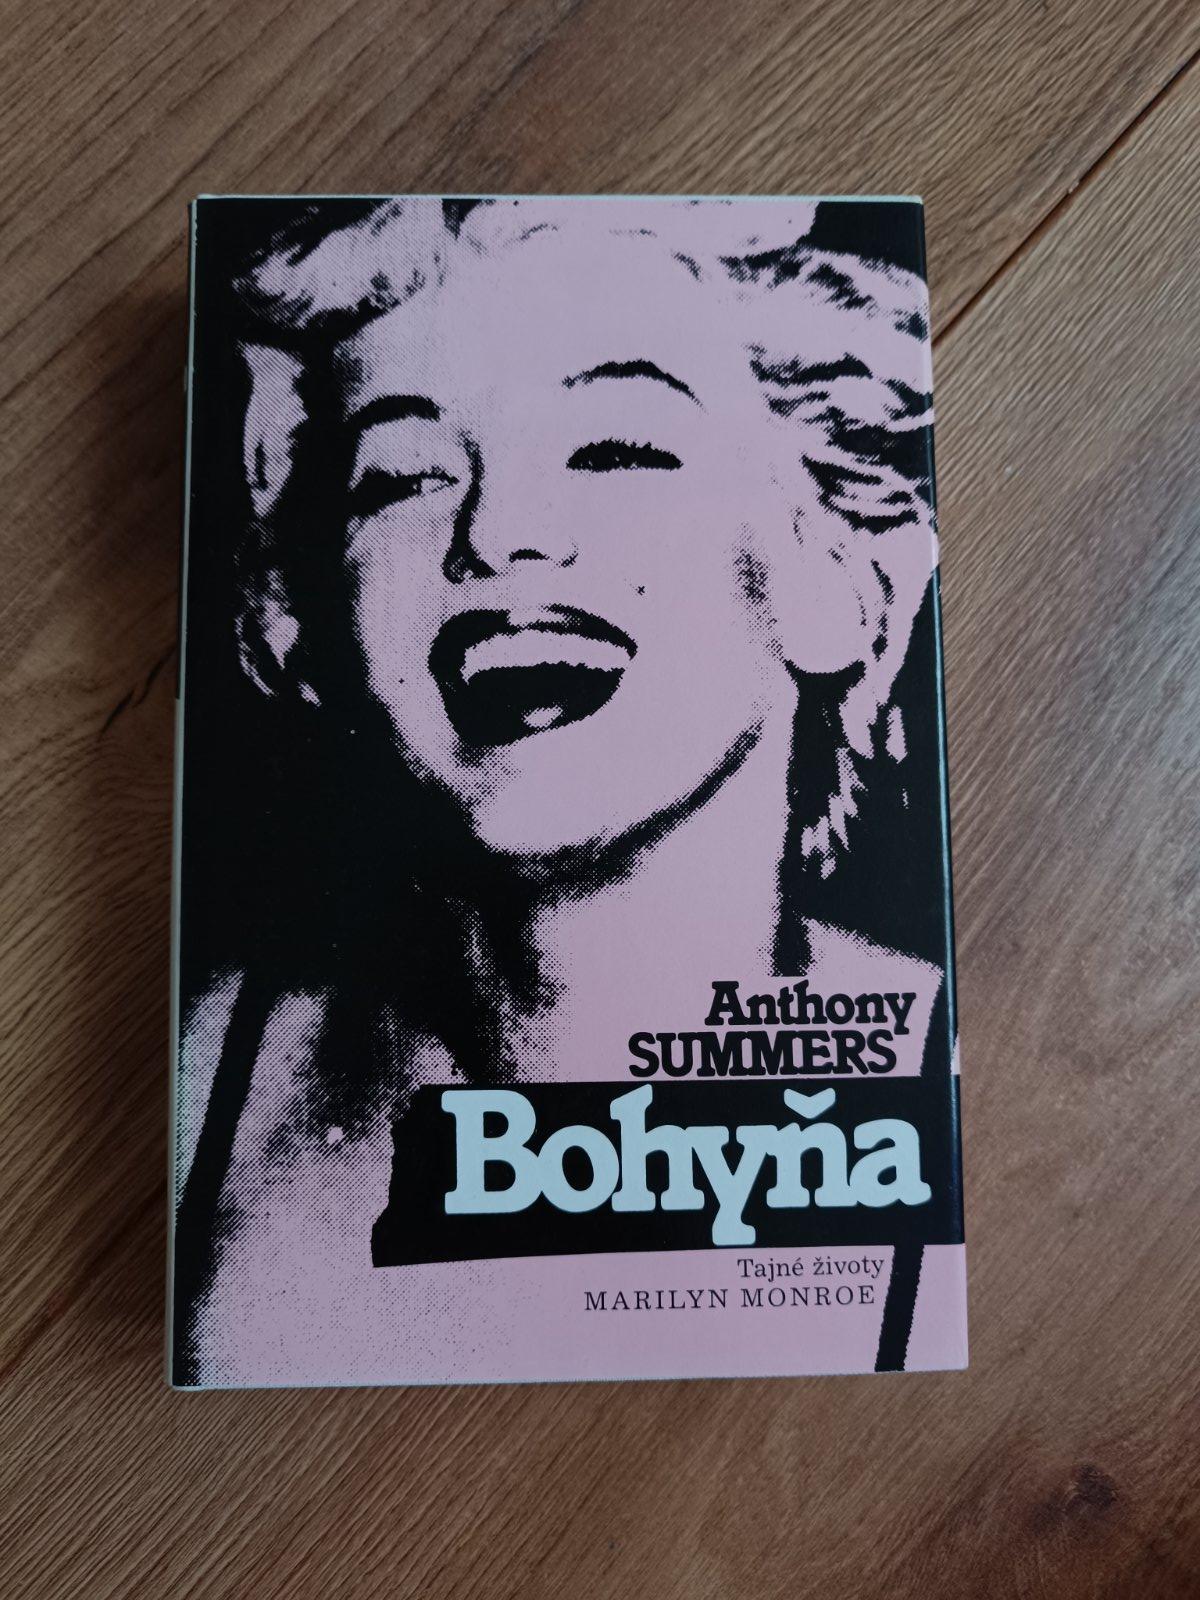 Anthony
SUMMERS
Bohyňa
Tajné životy
MARILYN MONROE